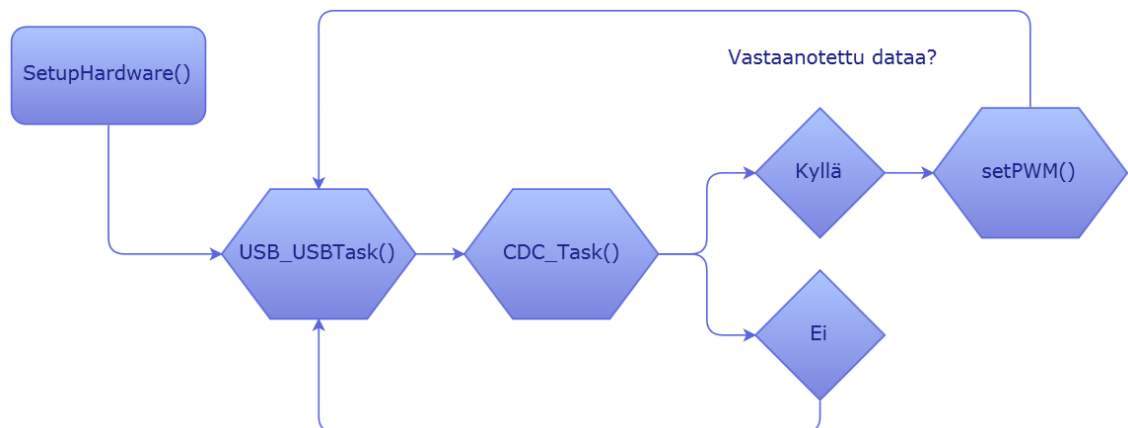 SetupHardware()
Vastaanotettu dataa?
Kyllä
setPWM()
USB_USBTask()
CDC_Task()
Ei